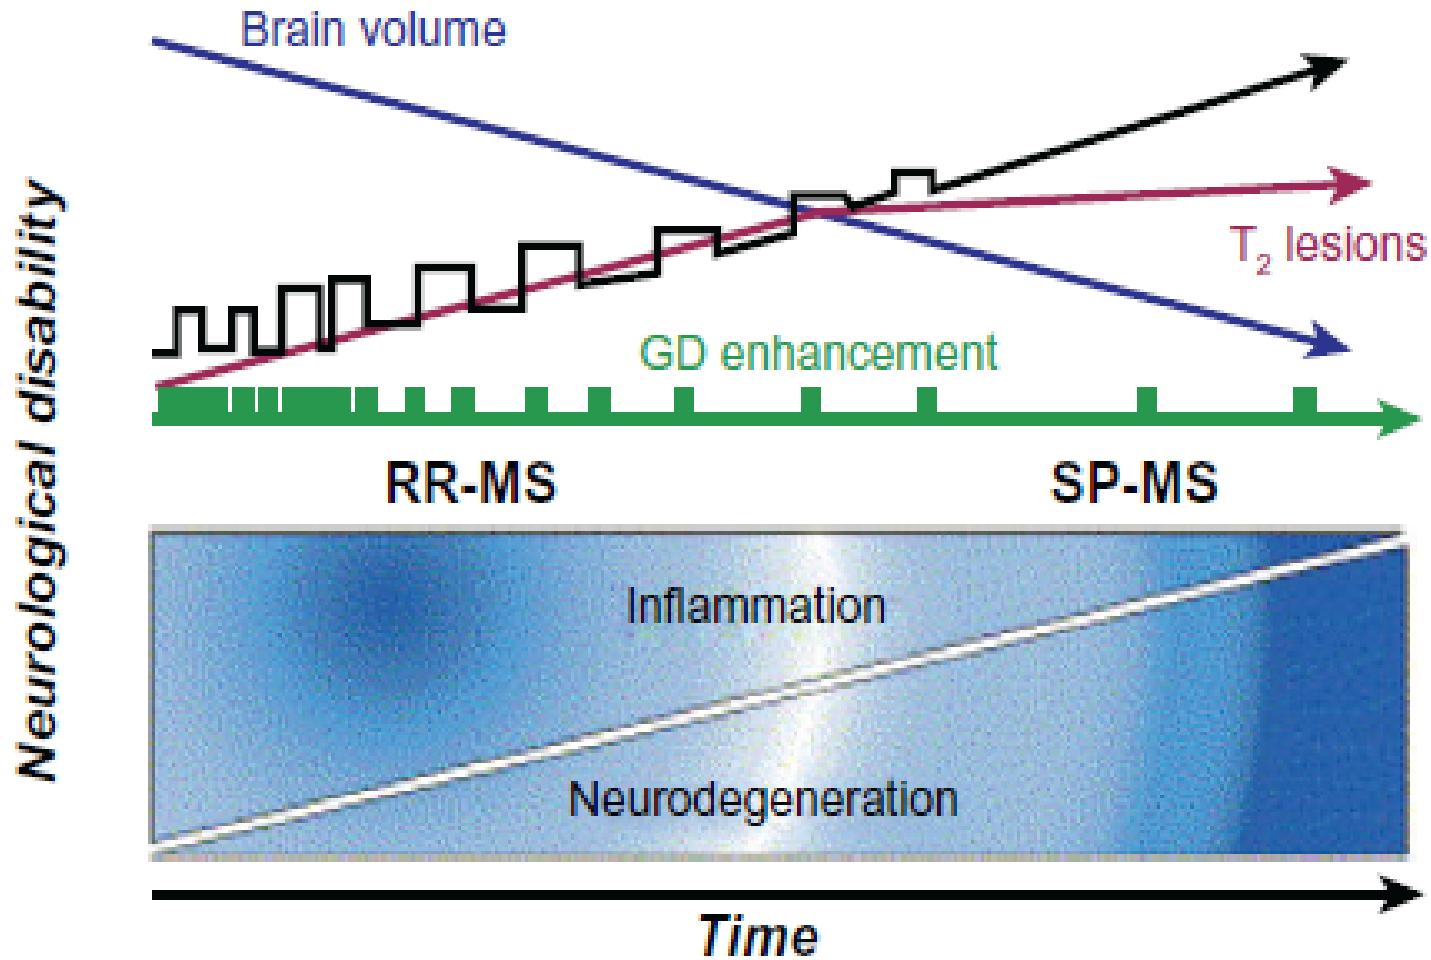 Brain volume
Neurological disability
T₂ lesions
GD enhancement
RR-MS
SP-MS
Inflammation
Neurodegeneration
Time